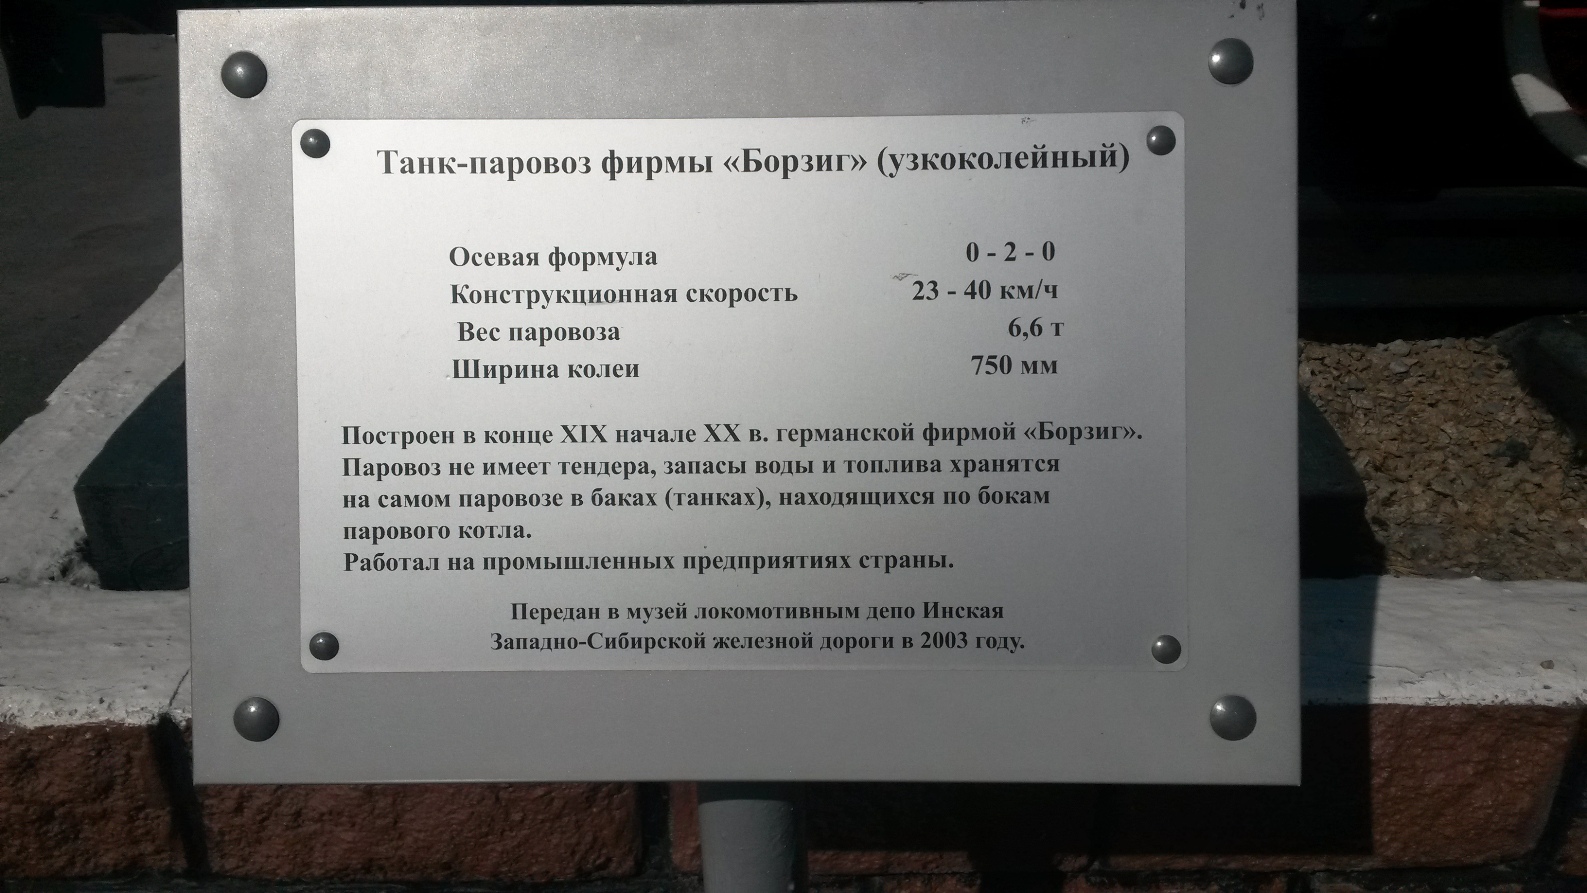 Танк-паровоз фирмы «Борзиг» (узкоколейный)
Осевая формула 0 - 2 - 0
Конструкционная скорость 23 - 40 км/ч
Вес паровоза 6,6 т
Ширина колеи 750 мм
Построен в конце XIX начале XX в. германской фирмой «Борзиг».
Паровоз не имеет тендера, запасы воды и топлива хранятся
на самом паровозе в баках (танках), находящихся по бокам
парового котла.
Работал на промышленных предприятиях страны.
Передан в музей локомотивным депо Инская
Западно-Сибирской железной дороги в 2003 году.